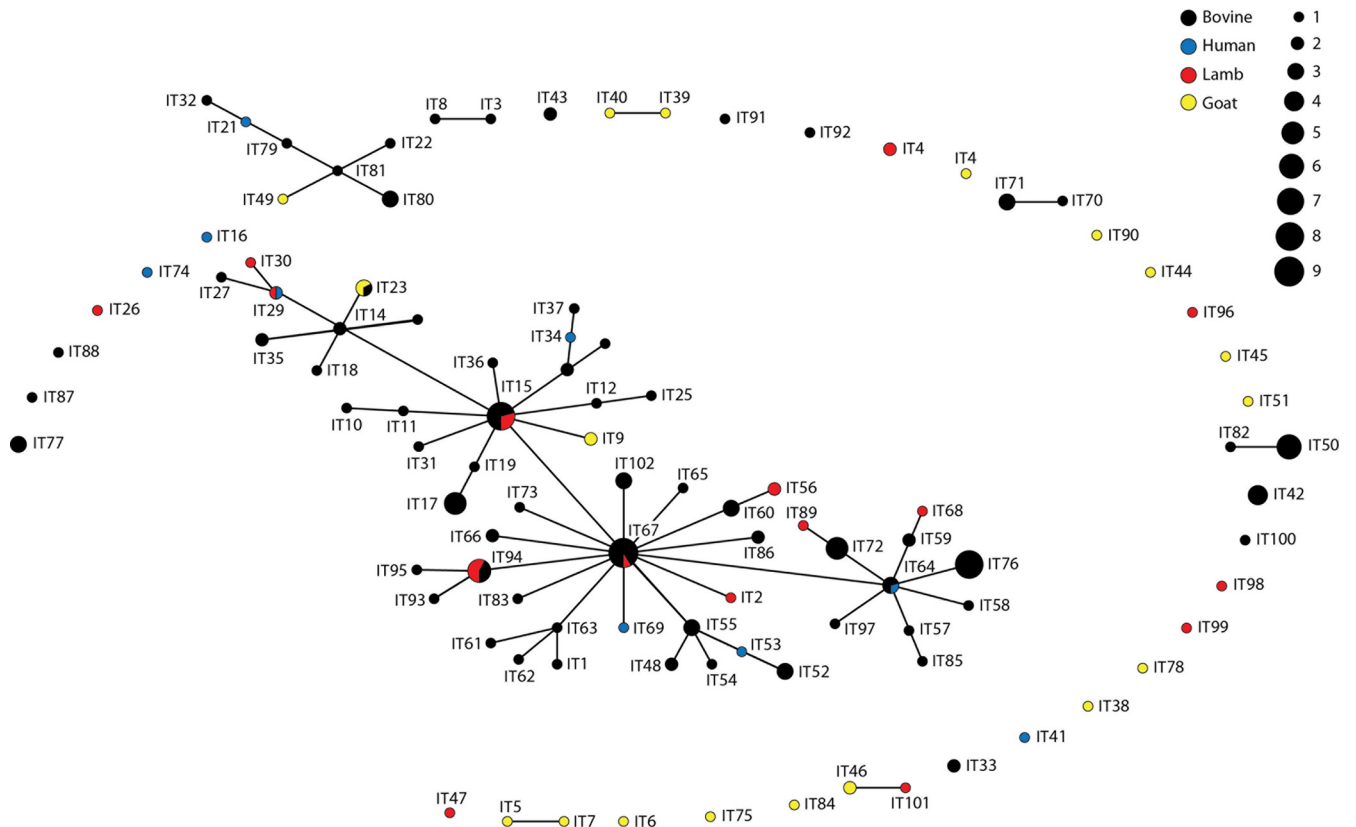 Bovine 1
Human 2
Lamb 3
Goat 4
5
6
7
8
9
IT32
IT21
IT79
IT22
IT81
IT49
IT80
IT8 IT3
IT43
IT40 IT39
IT91
IT92
IT4
IT4
IT71
IT70
IT90
IT44
IT96
IT45
IT51
IT82
IT50
IT42
IT100
IT98
IT99
IT78
IT38
IT41
IT33
IT46
IT101
IT84
IT75
IT6
IT5
IT7
IT47
IT16
IT74
IT26
IT88
IT87
IT77
IT30
IT27
IT29
IT23
IT14
IT35
IT18
IT37
IT34
IT36
IT15
IT12
IT25
IT10
IT11
IT9
IT31
IT19
IT17
IT102
IT65
IT73
IT56
IT60
IT66
IT67
IT86
IT94
IT95
IT93
IT83
IT2
IT63
IT69
IT55
IT53
IT61
IT62
IT1
IT48
IT54
IT52
IT89
IT68
IT72
IT59
IT64
IT76
IT58
IT97
IT57
IT85